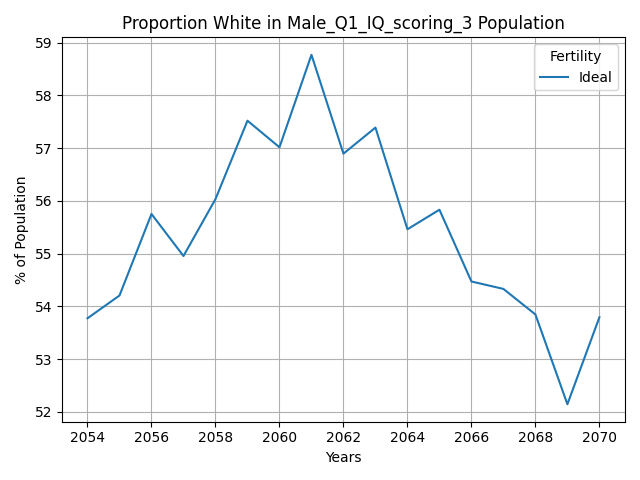 Proportion White in Male_Q1_IQ_scoring_3 Population
Fertility
Ideal
% of Population
59
58
57
56
55
54
53
52
2054 2056 2058 2060 2062 2064 2066 2068 2070
Years